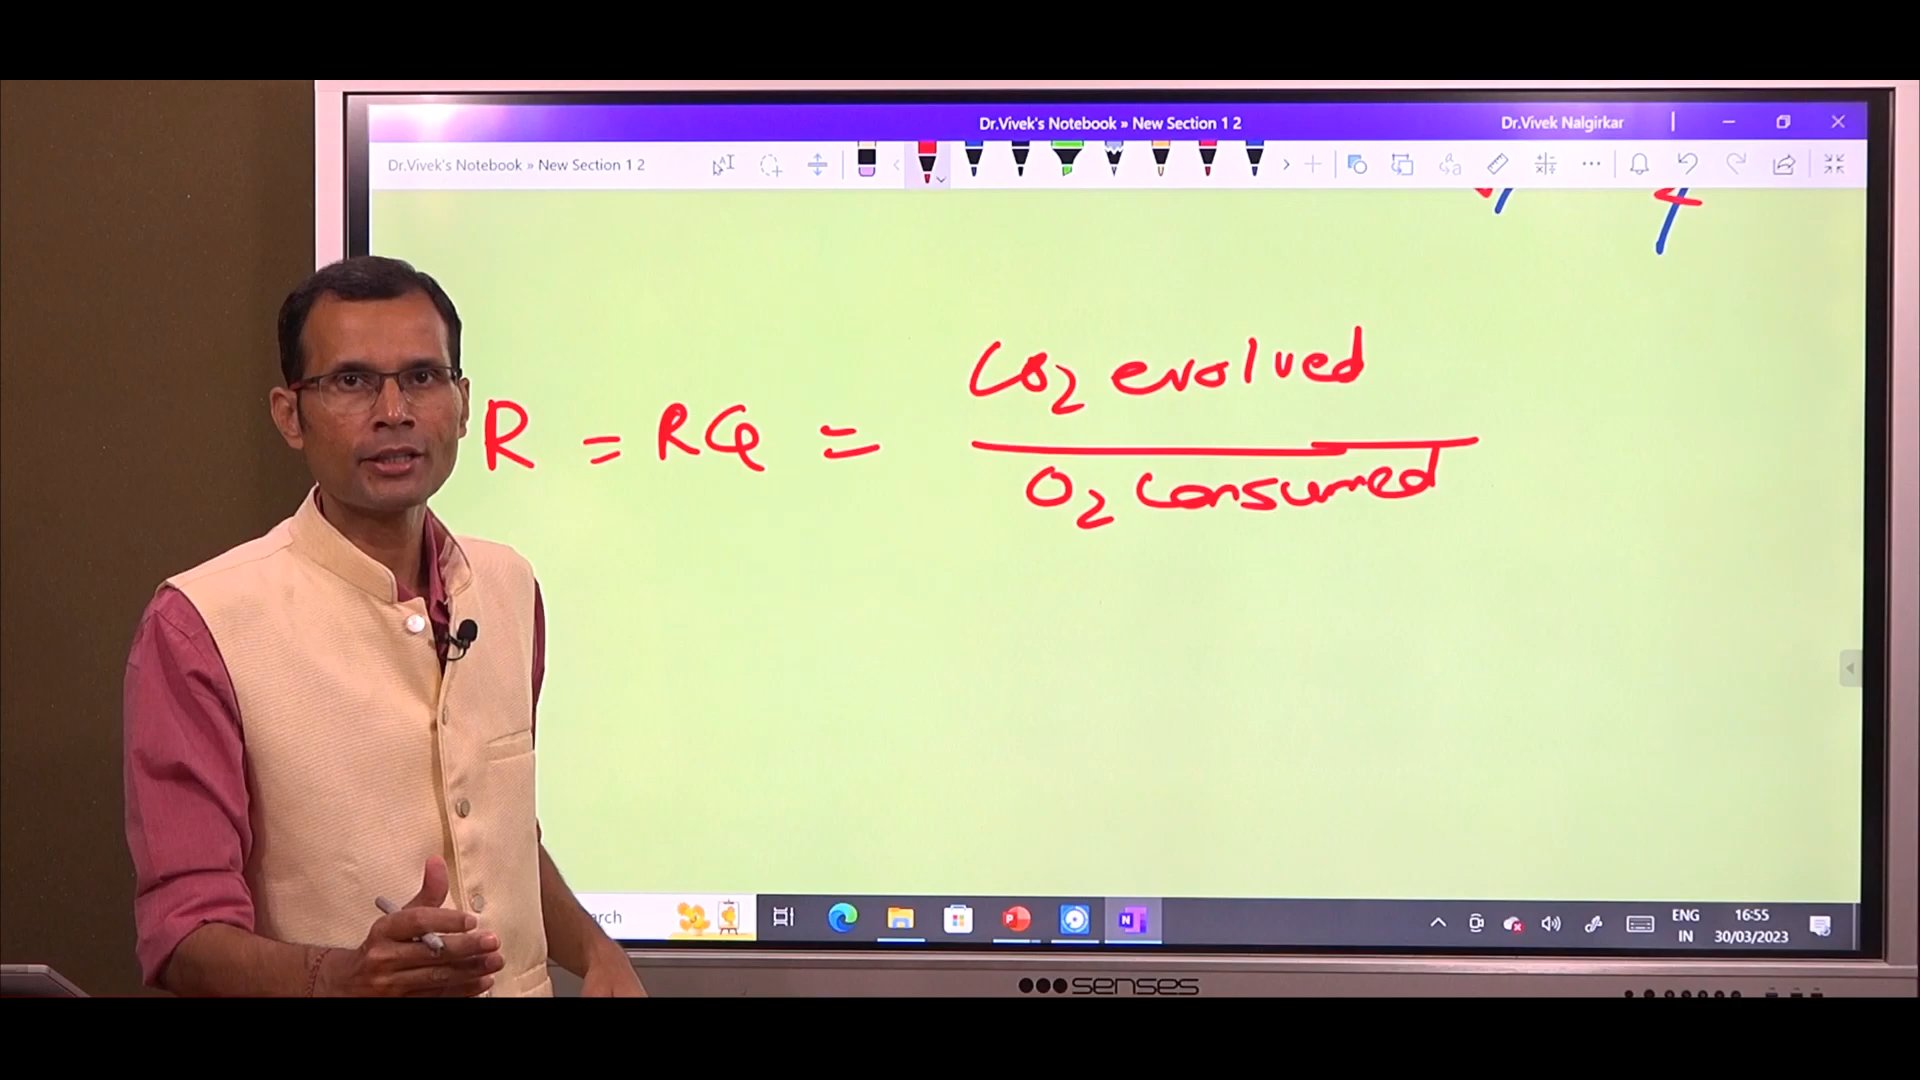 Dr.Vivek's Notebook » New Section 1 2
Dr.Vivek Nalgirkar
Dr.Vivek's Notebook » New Section 1 2
R = RQ = CO2 evolved
O2 consumed
arch
ENG
IN
16:55
30/03/2023
senses